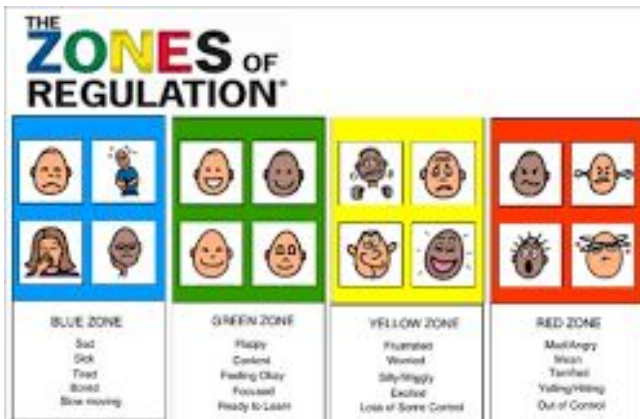 THE
ZONES OF
REGULATION®
BLUE ZONE
Sad
Sick
Tired
Bored
Slow moving
GREEN ZONE
Happy
Content
Feeling Okay
Focused
Ready to Learn
YELLOW ZONE
Frustrated
Worried
Silly/Wiggly
Excited
Loss of Some Control
RED ZONE
Mad/Angry
Mean
Terrified
Yelling/Hitting
Out of Control